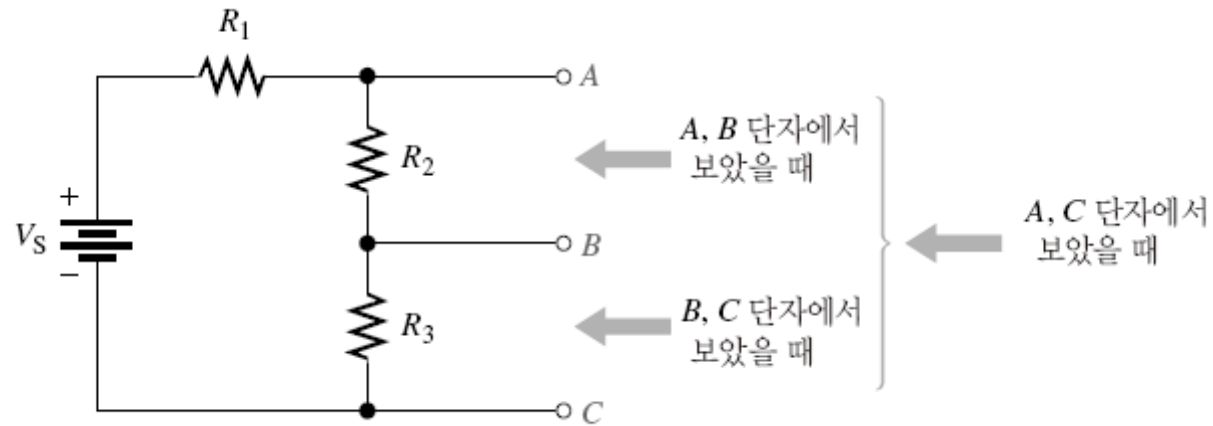 R1
A
A, B 단자에서
보았을 때
R2
+
VS
−
A, C 단자에서
보았을 때
B
B, C 단자에서
보았을 때
R3
C